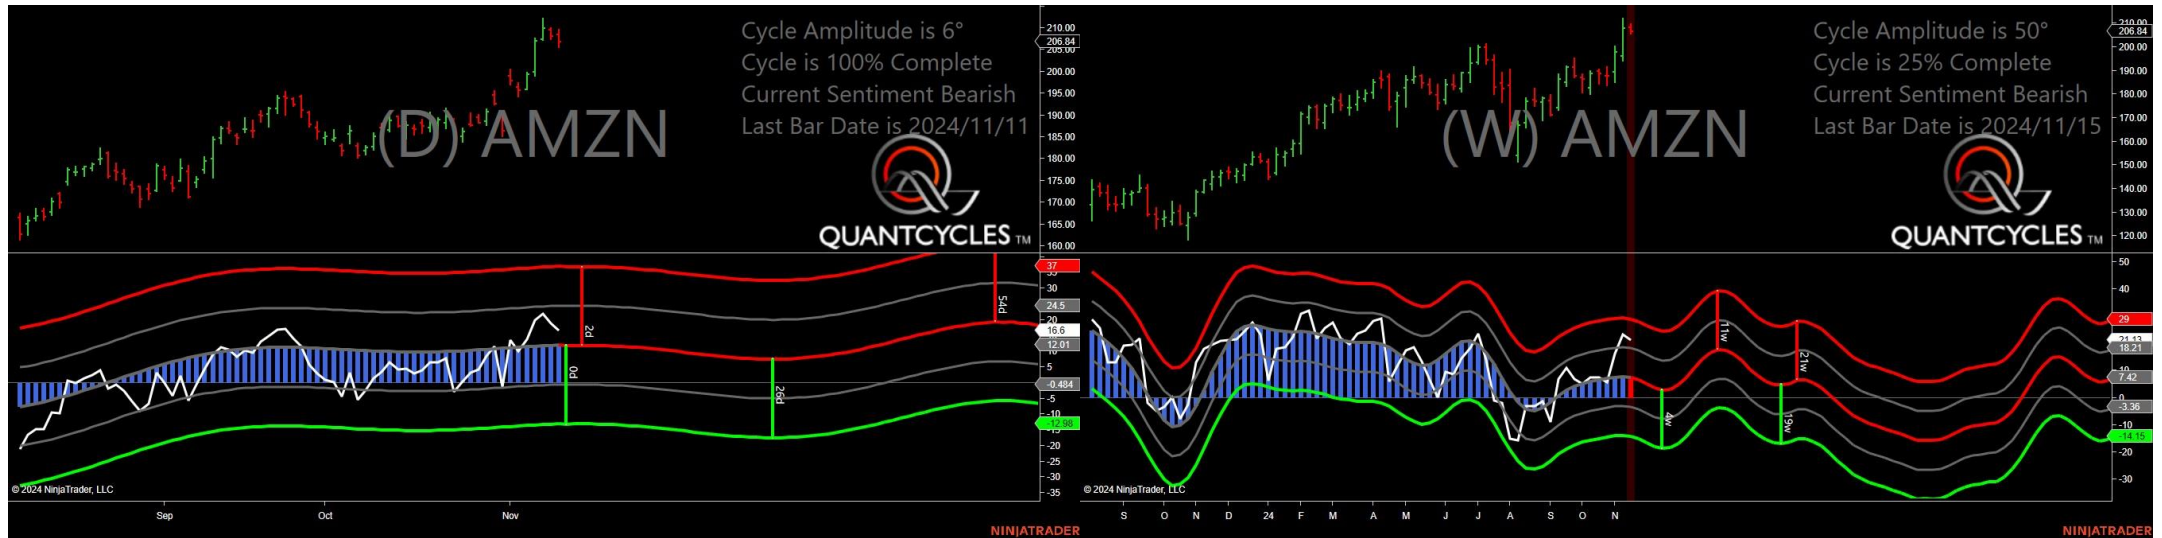 Cycle Amplitude is 6°
Cycle is 100% Complete
Current Sentiment Bearish
Last Bar Date is 2024/11/11
(D) AMZN
QUANTCYCLES TM
210.00
206.84
205.00
200.00
195.00
190.00
185.00
180.00
175.00
170.00
165.00
160.00
37
35
30
24.5
20
16.6
12.01
10
5
-0.484
-5
-12.98
-15
-20
-25
-30
-35
2d
0d
26d
54d
© 2024 NinjaTrader, LLC
Sep
Oct
Nov
NINJATRADER
Cycle Amplitude is 50°
Cycle is 25% Complete
Current Sentiment Bearish
Last Bar Date is 2024/11/15
(W) AMZN
QUANTCYCLES TM
210.00
206.84
200.00
190.00
180.00
170.00
160.00
150.00
140.00
130.00
120.00
50
40
29
21.13
18.21
10
7.42
0
-3.36
-10
-14.15
-20
-30
11w
21w
4w
19w
© 2024 NinjaTrader, LLC
S
O
N
D
24
F
M
A
M
J
J
A
S
O
N
NINJATRADER